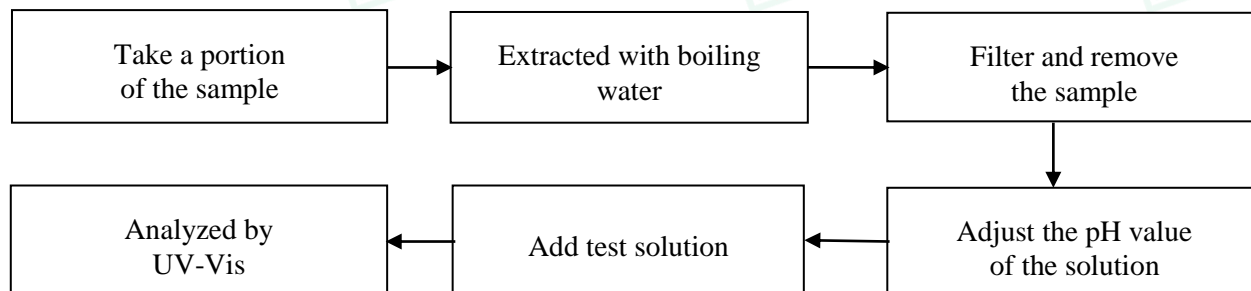 Take a portion
of the sample
Extracted with boiling
water
Filter and remove
the sample
Adjust the pH value
of the solution
Add test solution
Analyzed by
UV-Vis